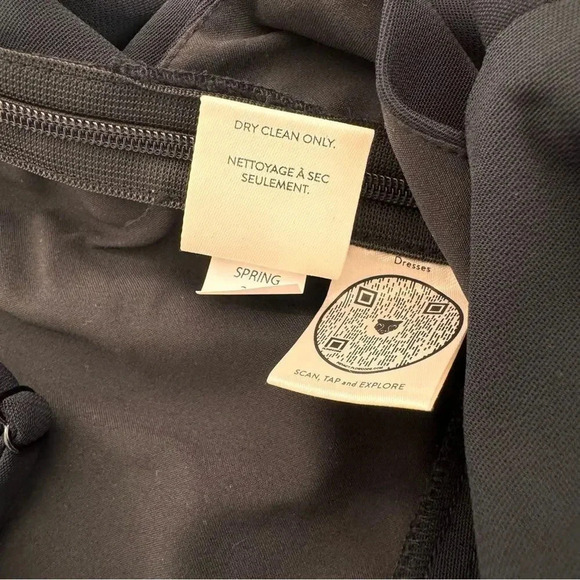 DRY CLEAN ONLY.
NETTOYAGE À SEC
SEULEMENT.
SPRING
Dresses
SCAN, TAP and EXPLORE